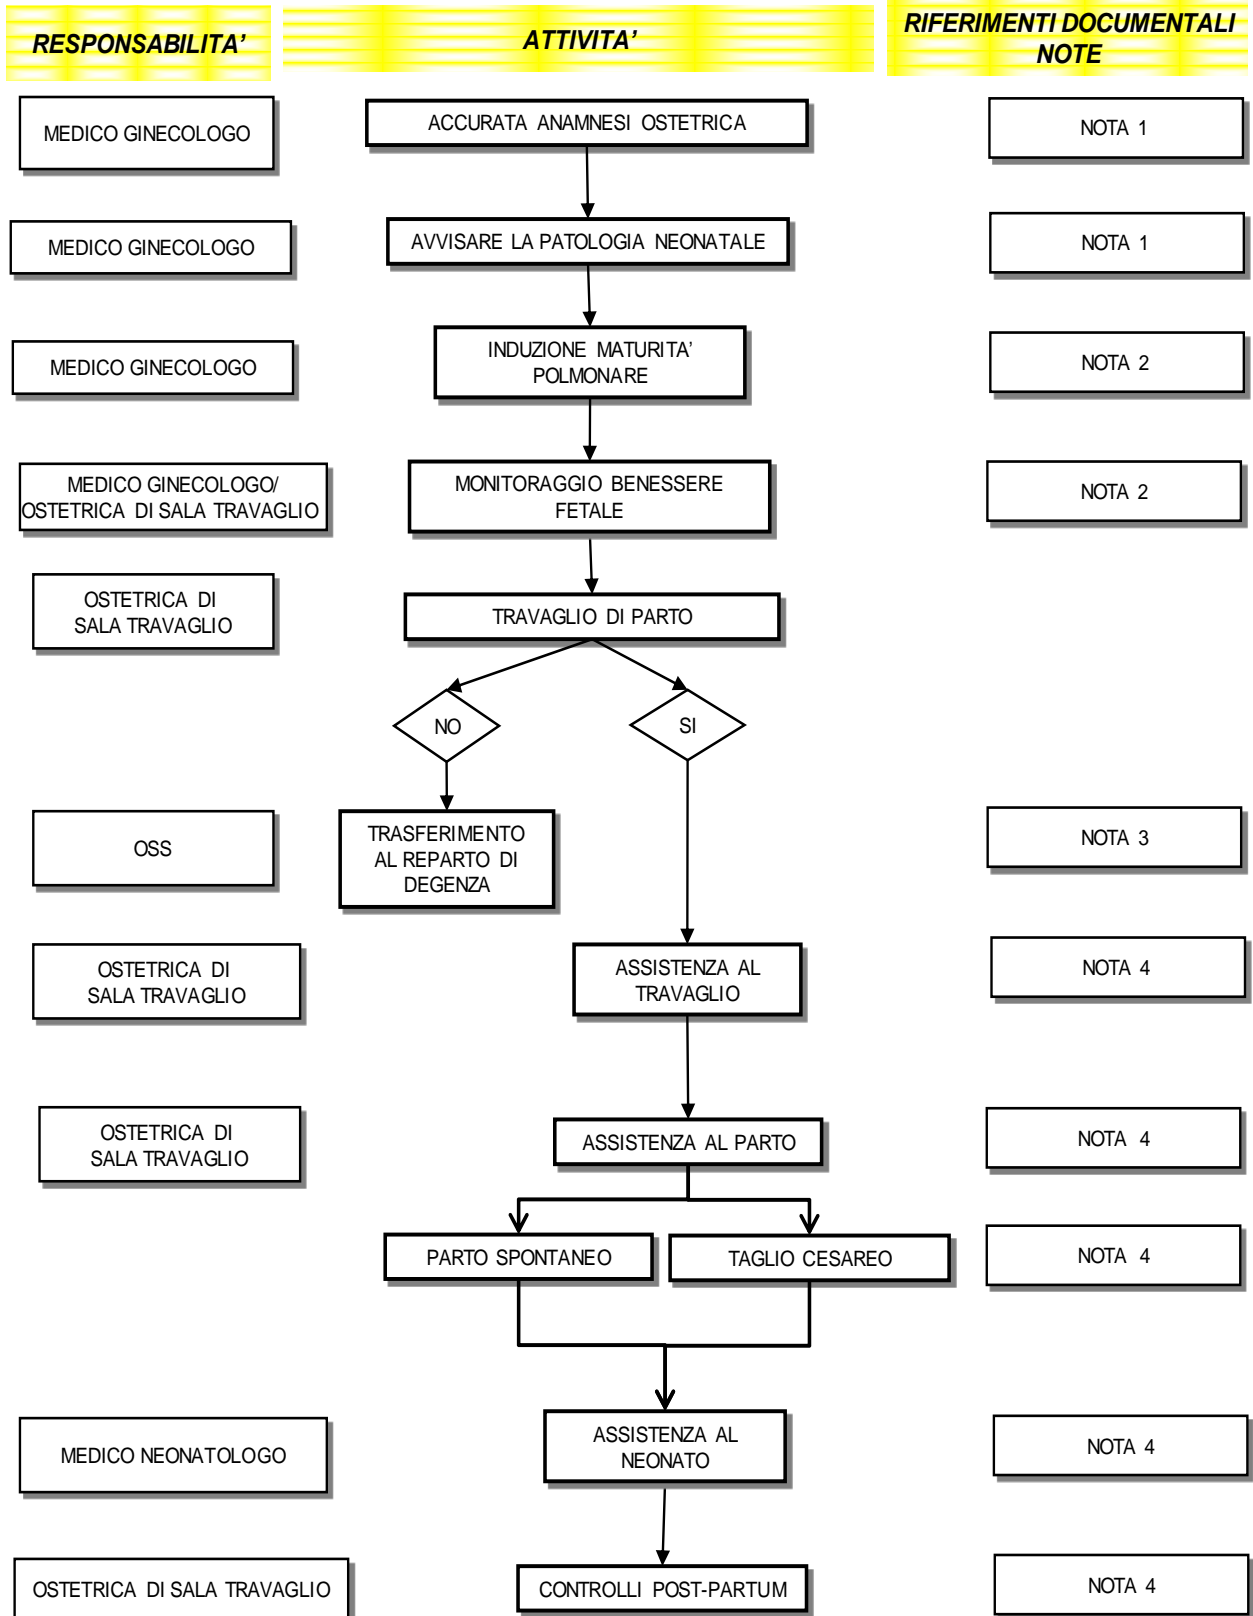 RESPONSABILITA’
ATTIVITA’
RIFERIMENTI DOCUMENTALI
NOTE
MEDICO GINECOLOGO
ACCURATA ANAMNESI OSTETRICA
NOTA 1
MEDICO GINECOLOGO
AVVISARE LA PATOLOGIA NEONATALE
NOTA 1
MEDICO GINECOLOGO
INDUZIONE MATURITA’
POLMONARE
NOTA 2
MEDICO GINECOLOGO/
OSTETRICA DI SALA TRAVAGLIO
MONITORAGGIO BENESSERE
FETALE
NOTA 2
OSTETRICA DI
SALA TRAVAGLIO
TRAVAGLIO DI PARTO
NO
SI
OSS
TRASFERIMENTO
AL REPARTO DI
DEGENZA
NOTA 3
OSTETRICA DI
SALA TRAVAGLIO
ASSISTENZA AL
TRAVAGLIO
NOTA 4
OSTETRICA DI
SALA TRAVAGLIO
ASSISTENZA AL PARTO
NOTA 4
PARTO SPONTANEO
TAGLIO CESAREO
NOTA 4
MEDICO NEONATOLOGO
ASSISTENZA AL
NEONATO
NOTA 4
OSTETRICA DI SALA TRAVAGLIO
CONTROLLI POST-PARTUM
NOTA 4